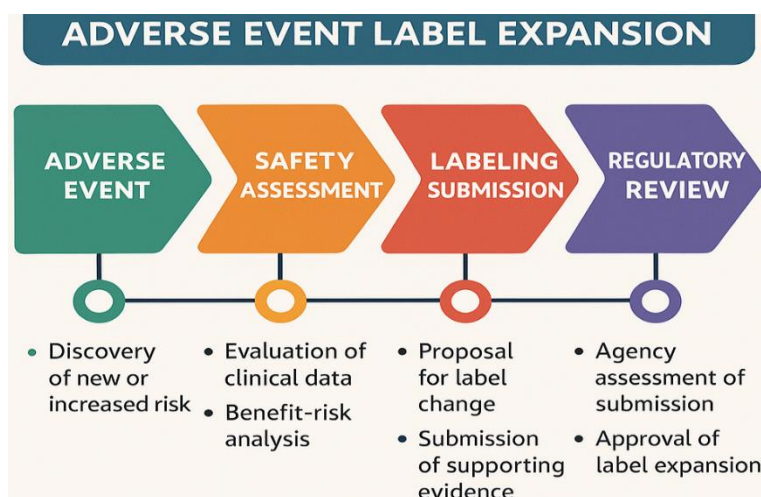 ADVERSE EVENT LABEL EXPANSION
ADVERSE
EVENT
SAFETY
ASSESSMENT
LABELING
SUBMISSION
REGULATORY
REVIEW
• Discovery
of new or
increased risk
• Evaluation of
clinical data
• Benefit-risk
analysis
• Proposal
for label
change
• Submission
of supporting
evidence
• Agency
assessment of
submission
• Approval of
label expansion